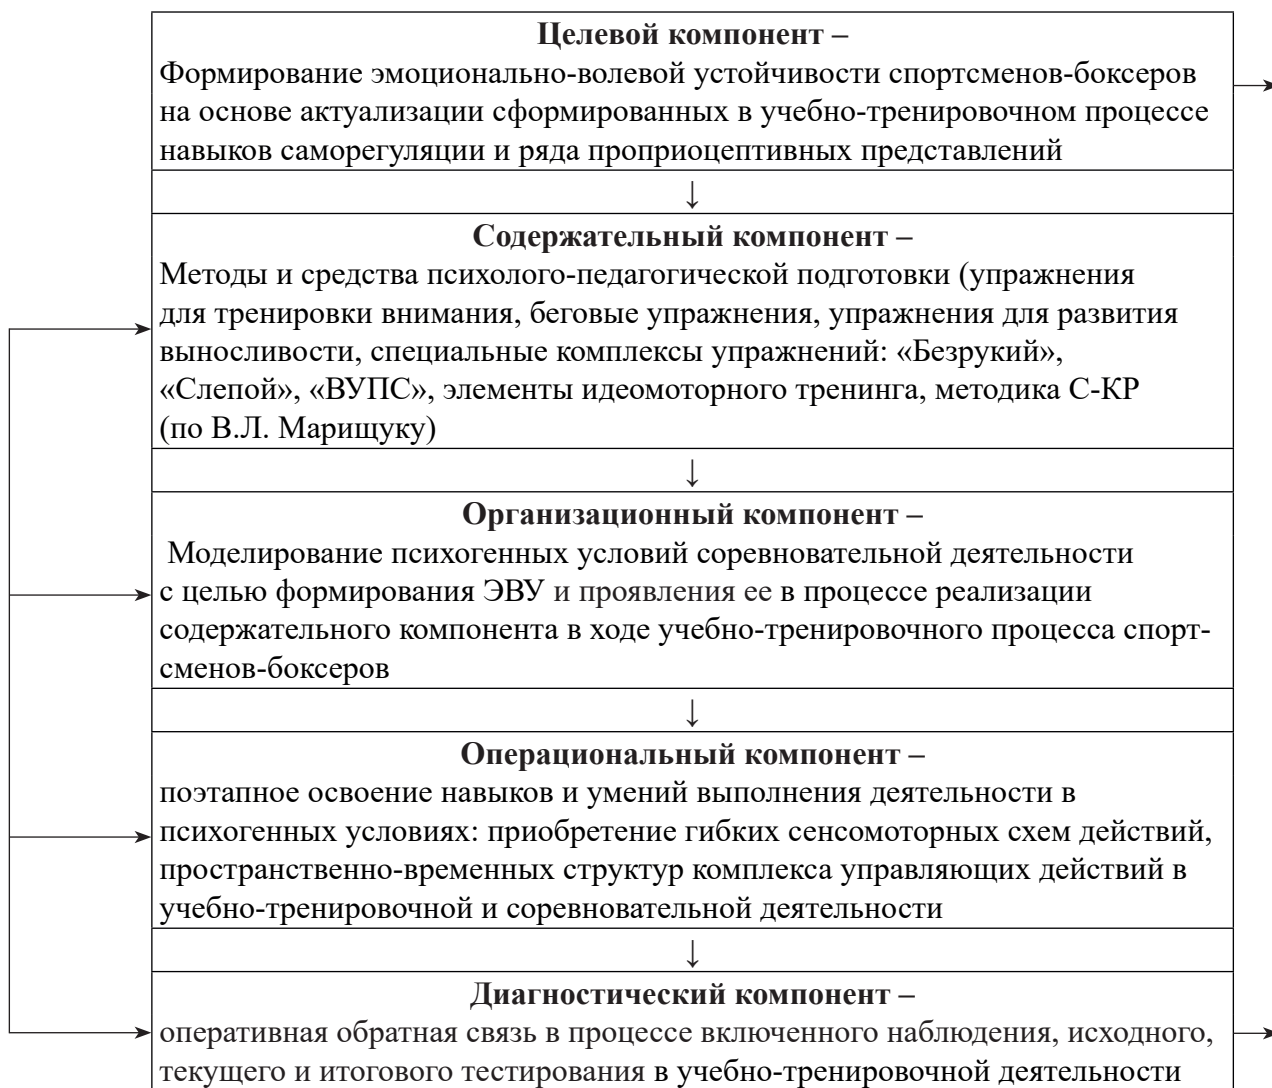 Целевой компонент –
Формирование эмоционально-волевой устойчивости спортсменов-боксеров
на основе актуализации сформированных в учебно-тренировочном процессе
навыков саморегуляции и ряда проприоцептивных представлений
↓
Содержательный компонент –
Методы и средства психолого-педагогической подготовки (упражнения
для тренировки внимания, беговые упражнения, упражнения для развития
выносливости, специальные комплексы упражнений: «Безрукий»,
«Слепой», «ВУПС», элементы идеомоторного тренинга, методика С-КР
(по В.Л. Марищуку)
↓
Организационный компонент –
Моделирование психогенных условий соревновательной деятельности
с целью формирования ЭВУ и проявления ее в процессе реализации
содержательного компонента в ходе учебно-тренировочного процесса спорт-
сменов-боксеров
↓
Операциональный компонент –
поэтапное освоение навыков и умений выполнения деятельности в
психогенных условиях: приобретение гибких сенсомоторных схем действий,
пространственно-временных структур комплекса управляющих действий в
учебно-тренировочной и соревновательной деятельности
↓
Диагностический компонент –
оперативная обратная связь в процессе включенного наблюдения, исходного,
текущего и итогового тестирования в учебно-тренировочной деятельности